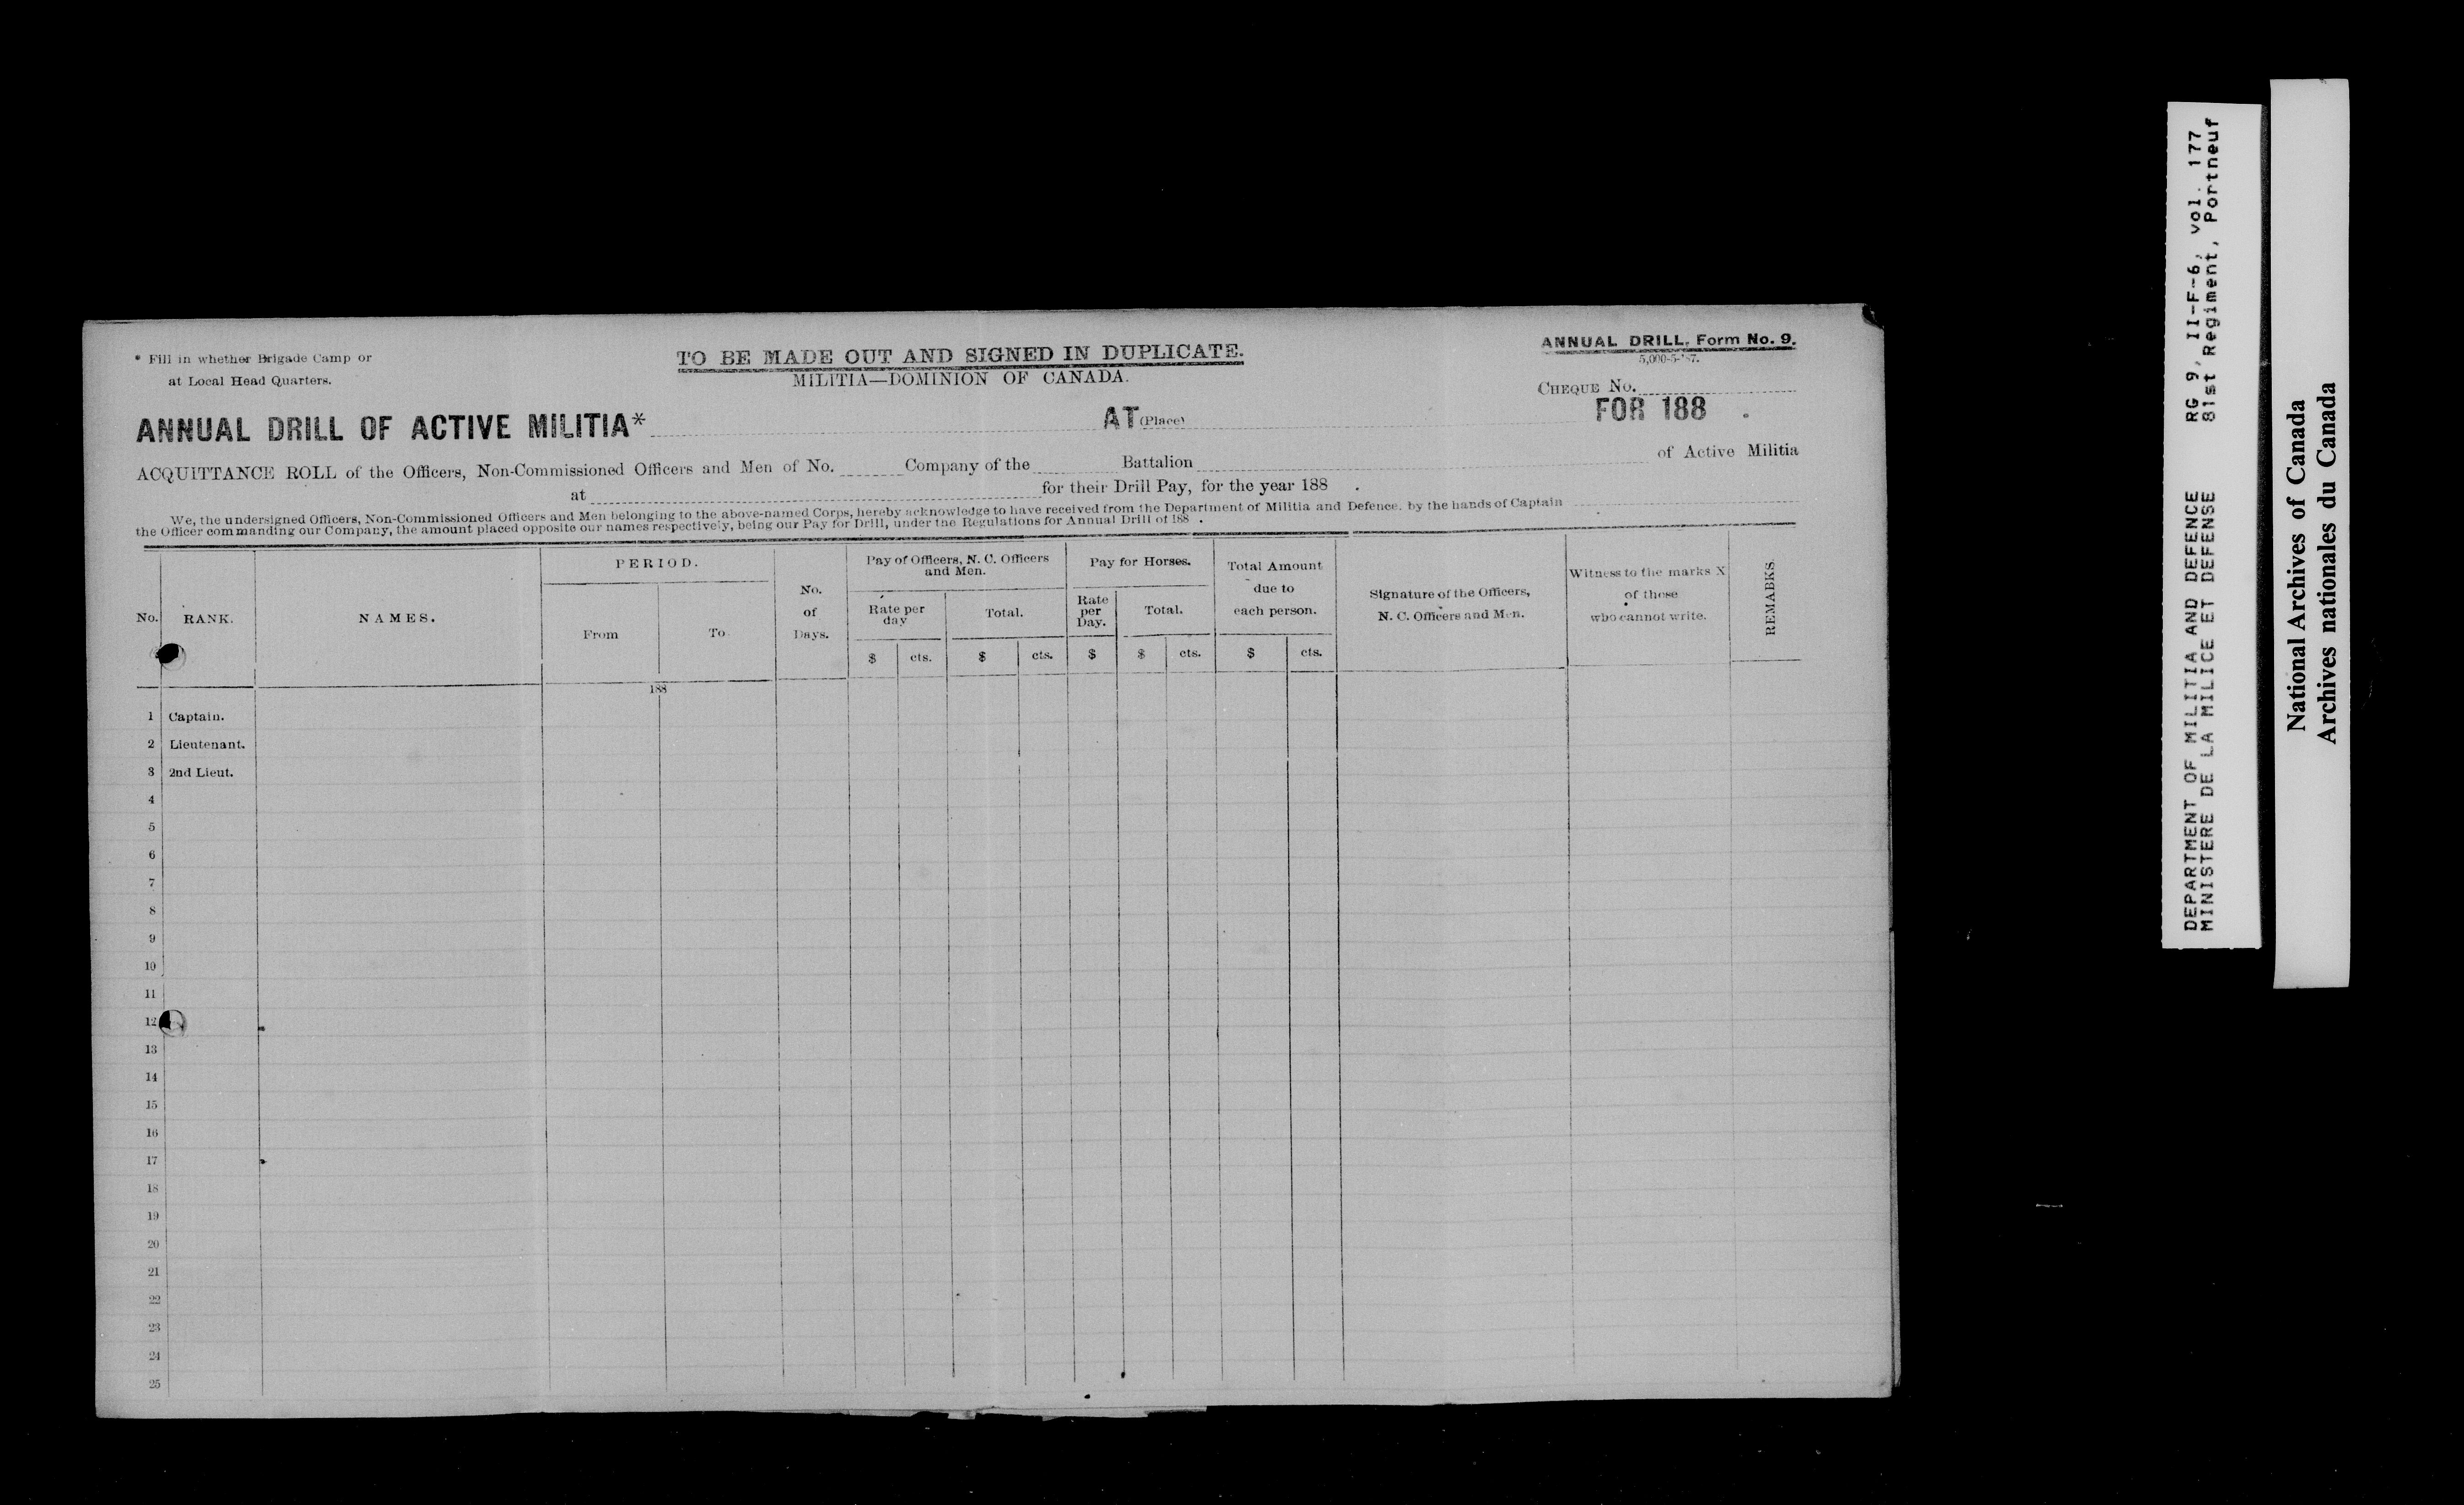 * Fill in whether Brigade Camp or
at Local Head Quarters.
TO BE MADE OUT AND SIGNED IN DUPLICATE.
MILITIA—DOMINION OF CANADA.
ANNUAL DRILL. Form No. 9.
5,000-5-'87.
CHEQUE No.
ANNUAL DRILL OF ACTIVE MILITIA* AT (Place) FOR 188 .
ACQUITTANCE ROLL of the Officers, Non-Commissioned Officers and Men of No. Company of the Battalion of Active Militia
at for their Drill Pay, for the year 188 .
We, the undersigned Officers, Non-Commissioned Officers and Men belonging to the above-named Corps, hereby acknowledge to have received from the Department of Militia and Defence, by the hands of Captain
the Officer commanding our Company, the amount placed opposite our names respectively, being our Pay for Drill, under the Regulations for Annual Drill of 188 .
No.
RANK.
NAMES.
PERIOD.
From
To
No.
of
Days.
Pay of Officers, N. C. Officers
and Men.
Rate per
day
Total.
$ cts. $ cts.
Pay for Horses.
Rate
per
Day.
Total.
$ $ cts.
Total Amount
due to
each person.
$ cts.
Signature of the Officers,
N. C. Officers and Men.
Witness to the marks X
of those
who cannot write.
REMARKS
188
1 Captain.
2 Lieutenant.
3 2nd Lieut.
4
5
6
7
8
9
10
11
12
13
14
15
16
17
18
19
20
21
22
23
24
25
DEPARTMENT OF MILITIA AND DEFENCE RG 9, II-F-6, vol. 177
MINISTERE DE LA MILICE ET DEFENSE 81st Regiment, Portneuf
National Archives of Canada
Archives nationales du Canada